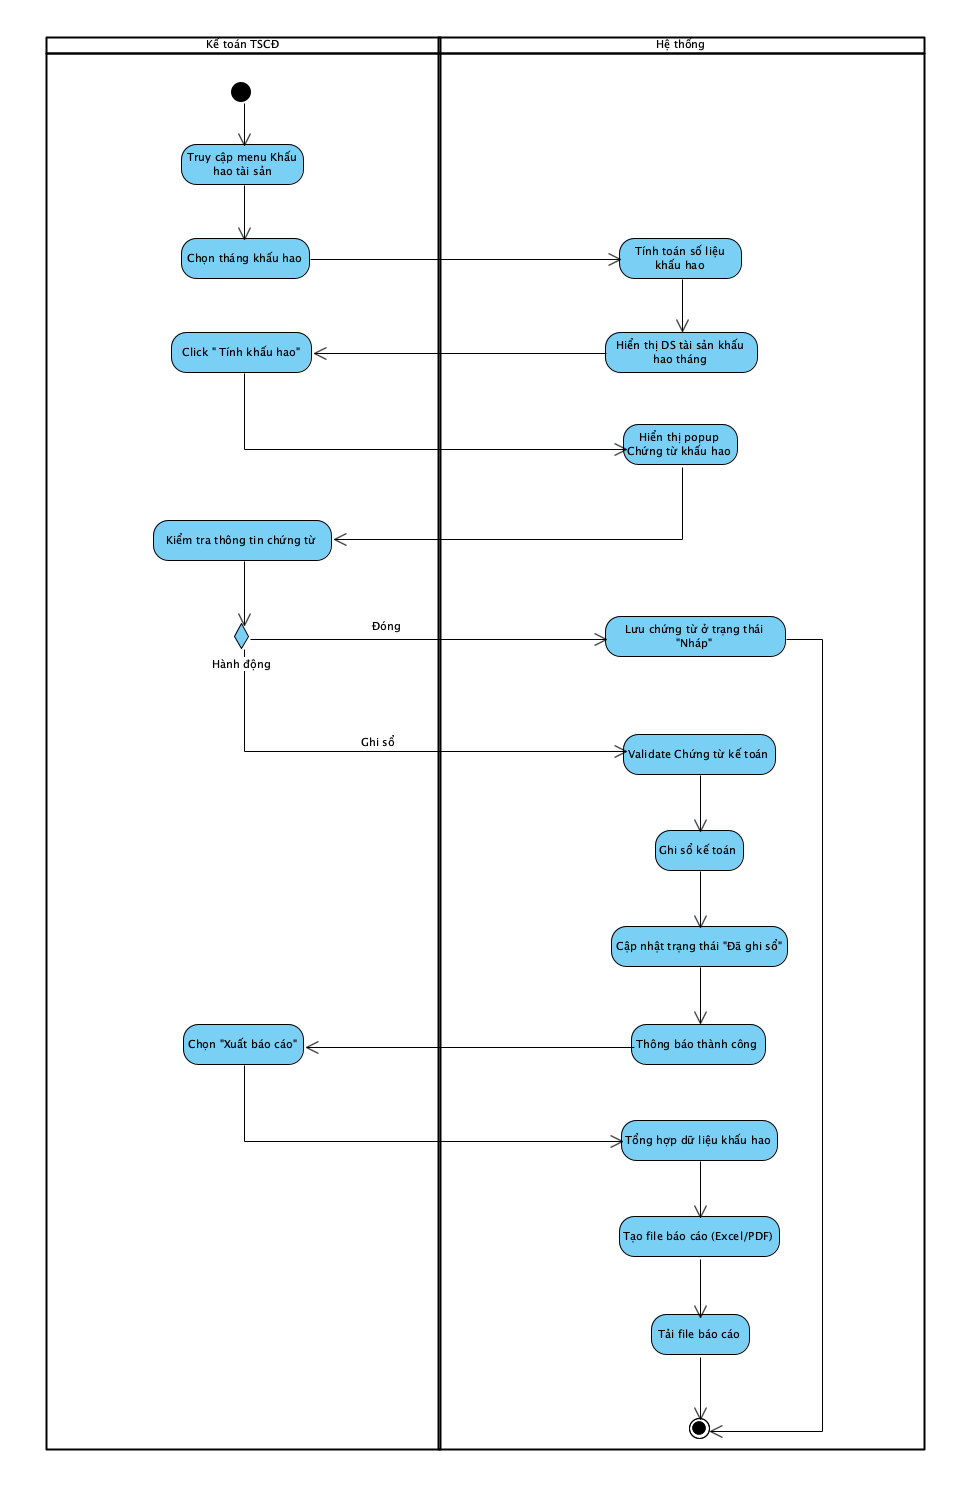 Kế toán TSCĐ
Hệ thống
Truy cập menu Khấu
hao tài sản
Chọn tháng khấu hao
Tính toán số liệu
khấu hao
Click " Tính khấu hao"
Hiển thị DS tài sản khấu
hao tháng
Hiển thị popup
Chứng từ khấu hao
Kiểm tra thông tin chứng từ
Đóng
Lưu chứng từ ở trạng thái
"Nháp"
Hành động
Ghi sổ
Validate Chứng từ kế toán
Ghi sổ kế toán
Cập nhật trạng thái "Đã ghi sổ"
Chọn "Xuất báo cáo"
Thông báo thành công
Tổng hợp dữ liệu khấu hao
Tạo file báo cáo (Excel/PDF)
Tải file báo cáo